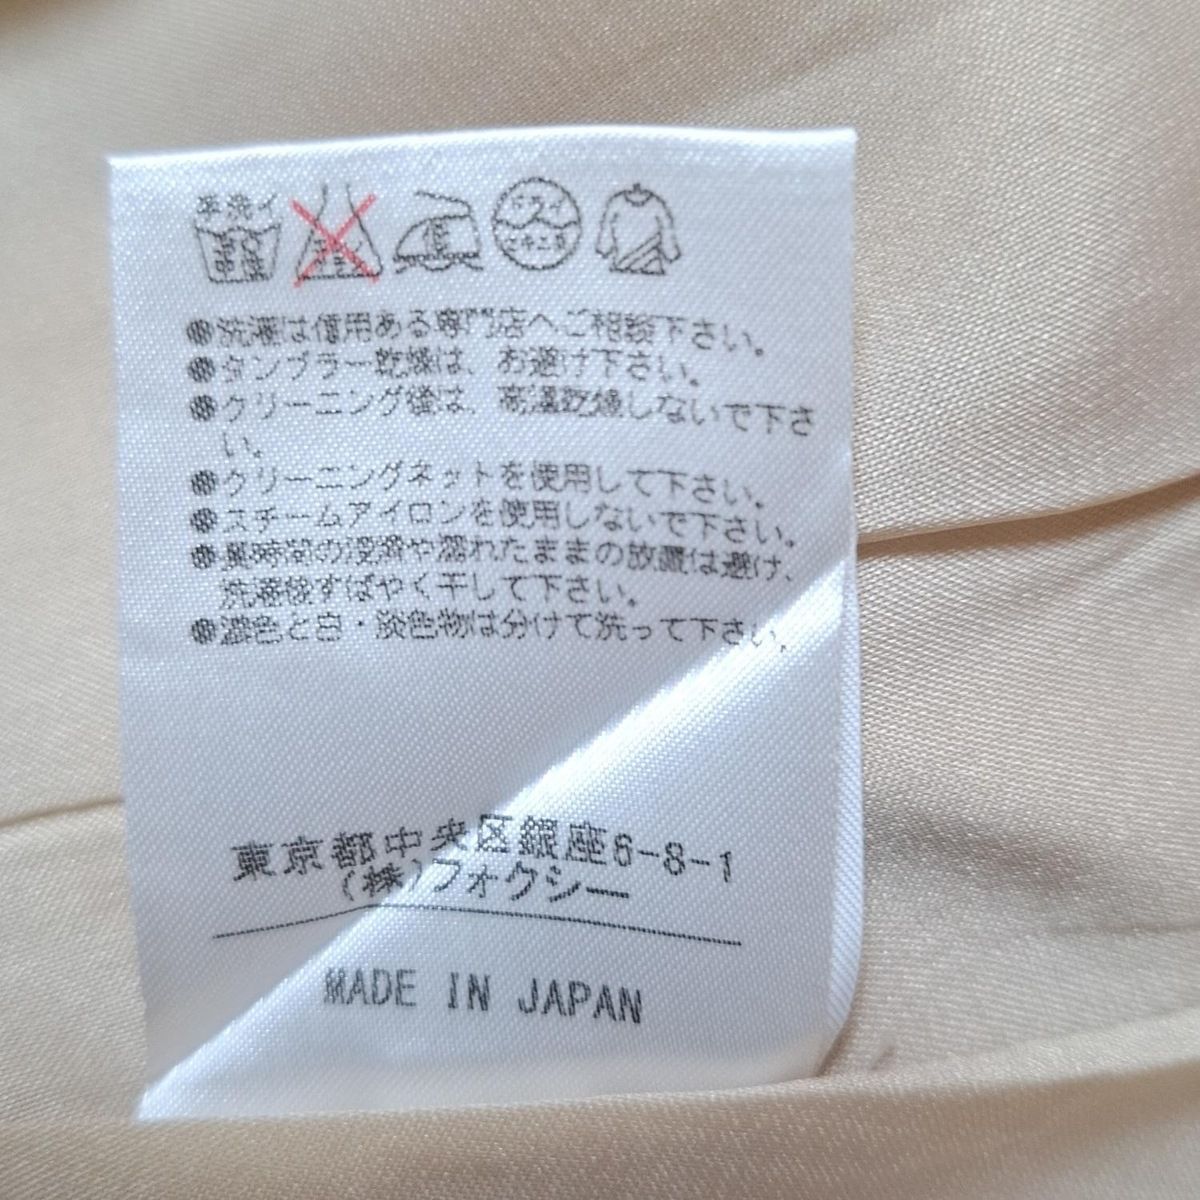 手洗イ
ドライ
セキユ系
●洗濯は信用ある専門店へご相談下さい。
●タンブラー乾燥は、お避け下さい。
●クリーニング後は、高温乾燥しないで下さ
い。
●クリーニングネットを使用して下さい。
●スチームアイロンを使用しないで下さい。
●長時間の浸漬や濡れたままの放置は避け、
洗濯後すばやく干して下さい。
●濃色と白・淡色物は分けて洗って下さい。
東京都中央区銀座6-8-1
(株)フォクシー
MADE IN JAPAN